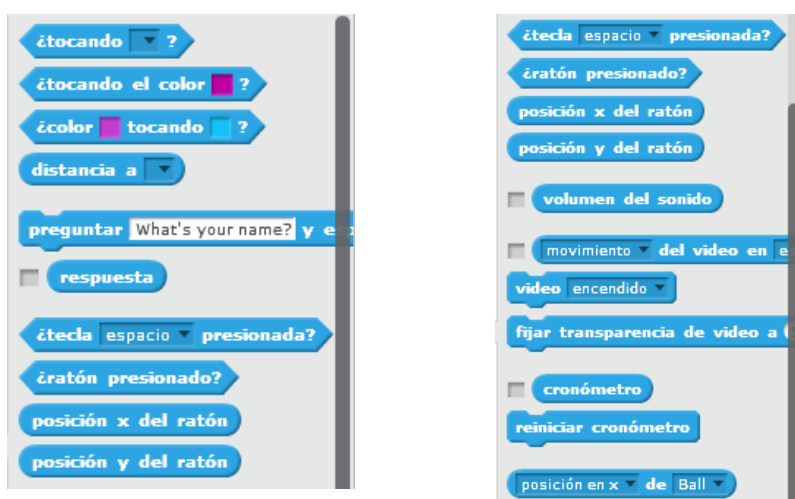 ¿tocando ?
¿tocando el color ?
¿color tocando ?
distancia a
preguntar What's your name? y
respuesta
¿tecla espacio presionada?
¿ratón presionado?
posición x del ratón
posición y del ratón
¿tecla espacio presionada?
¿ratón presionado?
posición x del ratón
posición y del ratón
volumen del sonido
movimiento del video en
video encendido
fijar transparencia de video a
cronómetro
reiniciar cronómetro
posición en x de Ball